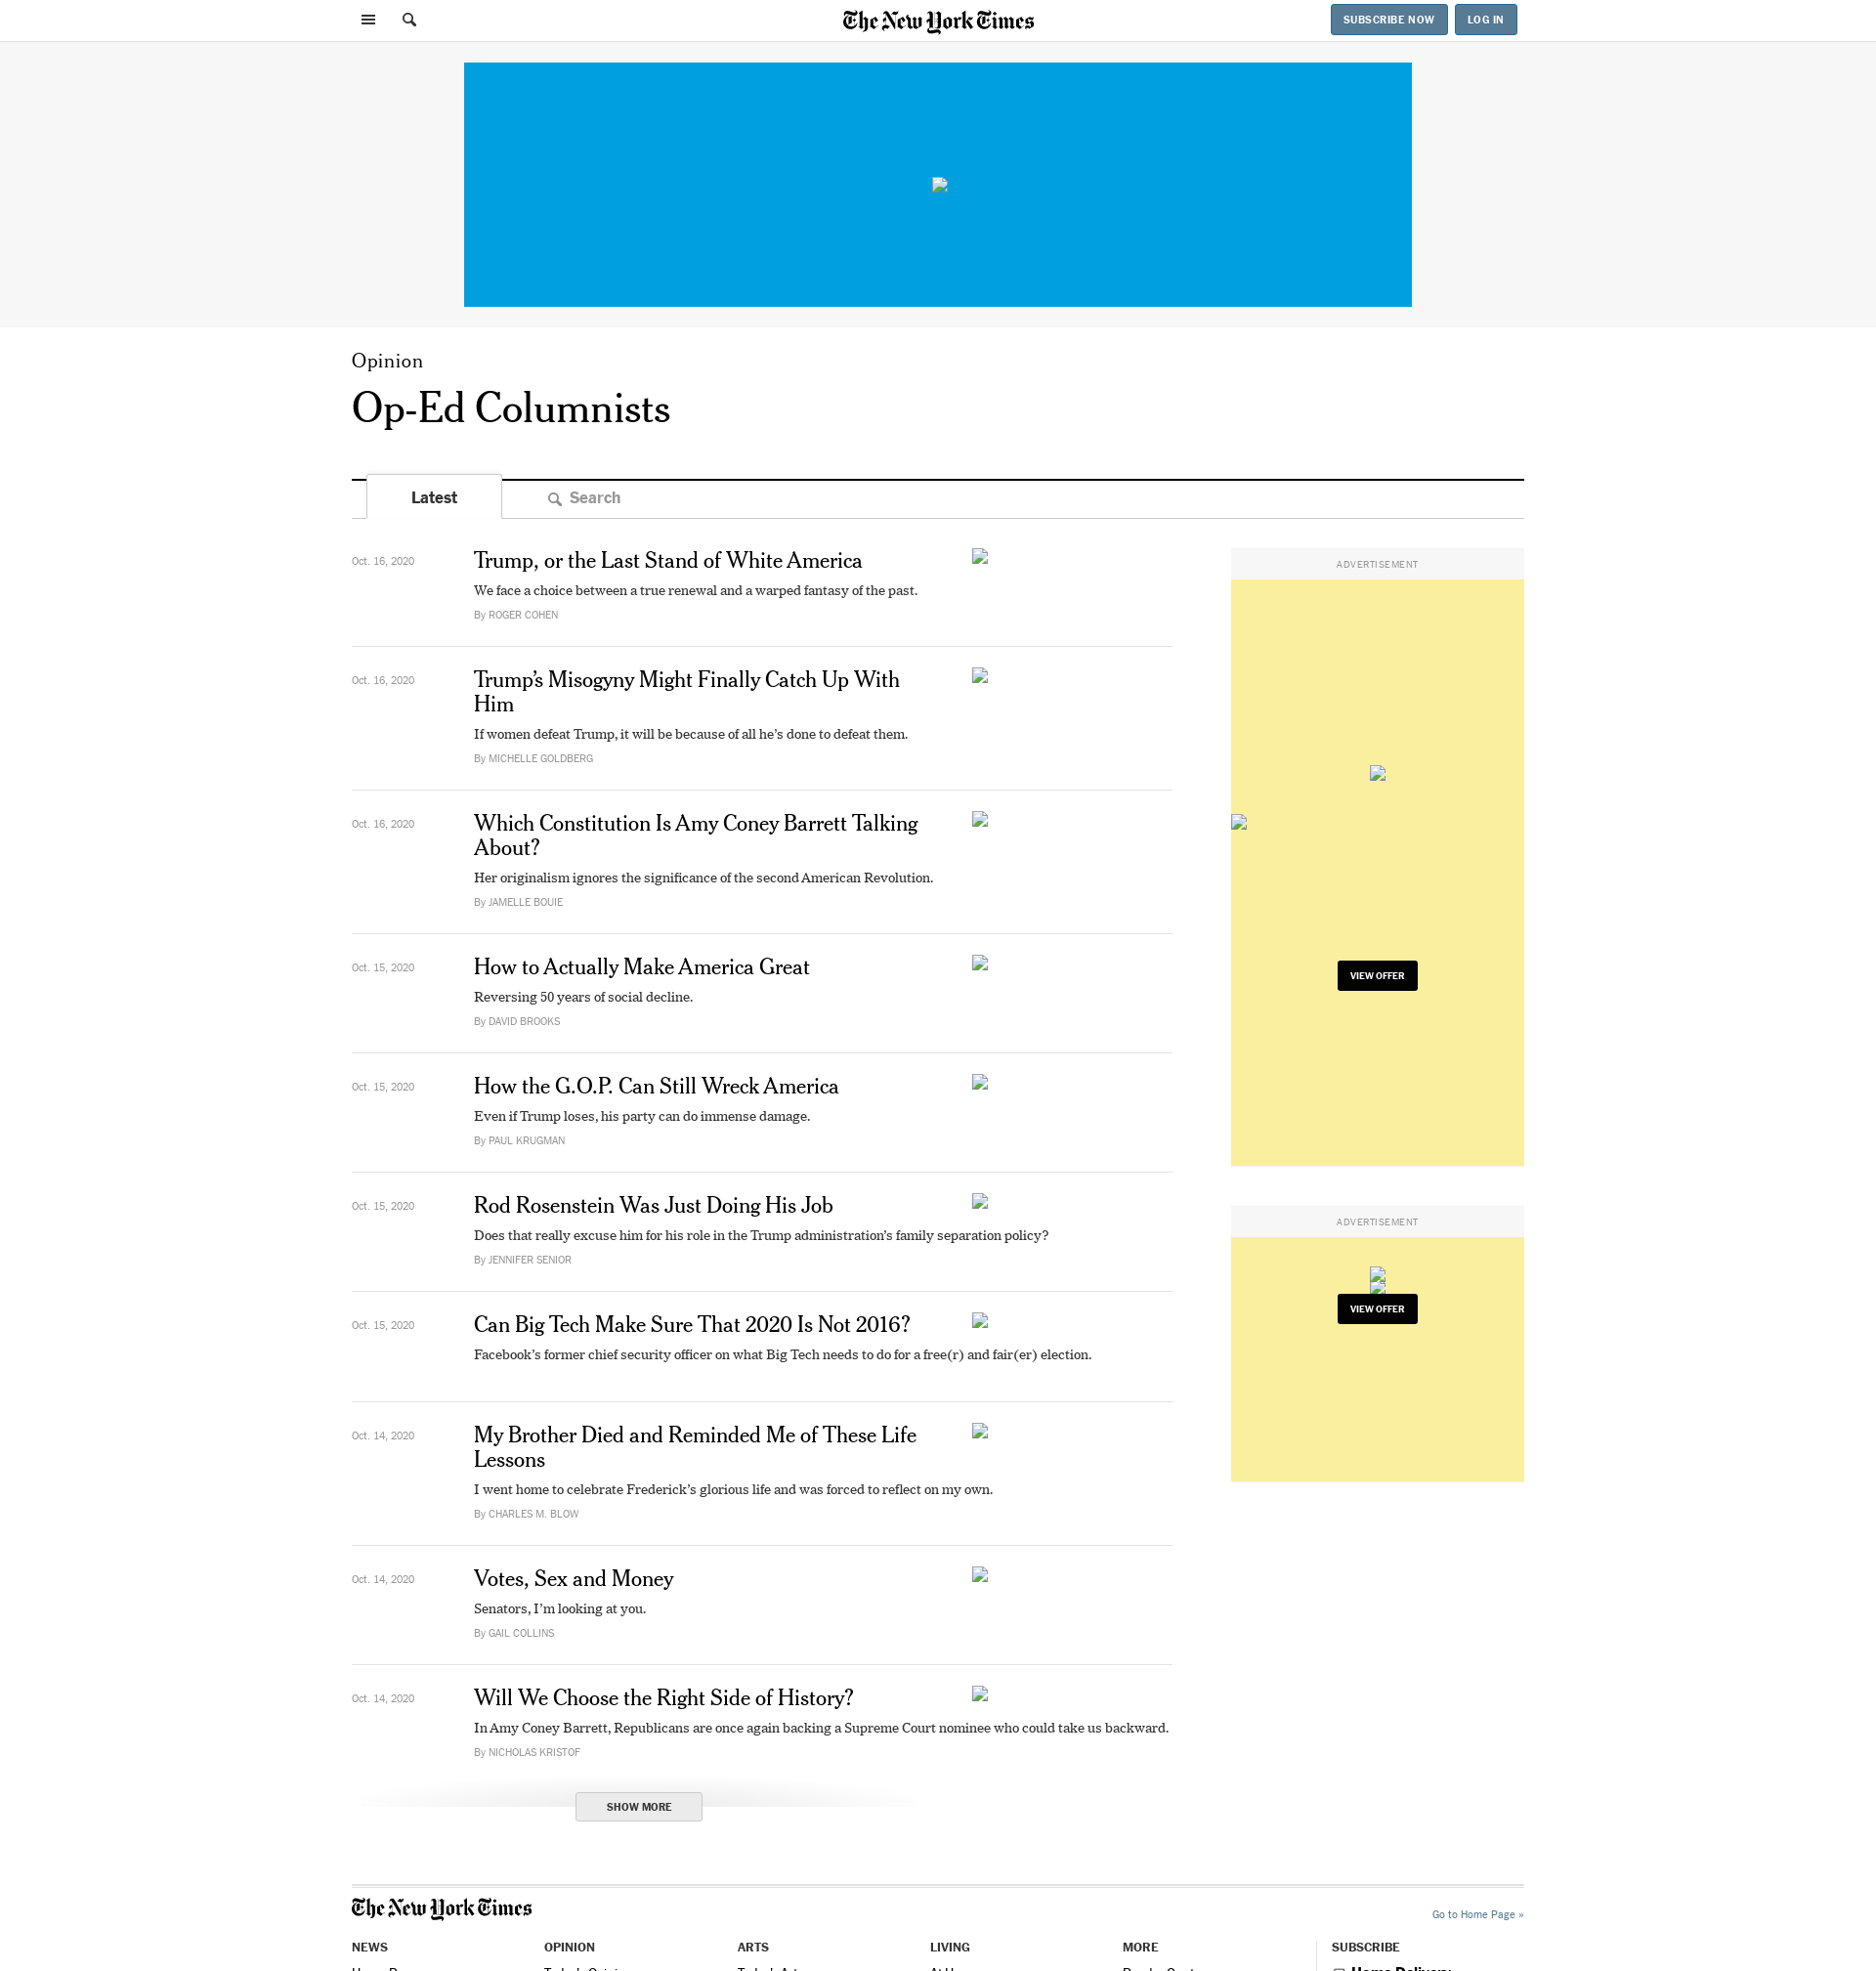 The New York Times
SUBSCRIBE NOW
LOG IN
Opinion
Op-Ed Columnists
Latest
Search
Oct. 16, 2020
Trump, or the Last Stand of White America
We face a choice between a true renewal and a warped fantasy of the past.
By ROGER COHEN
Oct. 16, 2020
Trump’s Misogyny Might Finally Catch Up With
Him
If women defeat Trump, it will be because of all he’s done to defeat them.
By MICHELLE GOLDBERG
Oct. 16, 2020
Which Constitution Is Amy Coney Barrett Talking
About?
Her originalism ignores the significance of the second American Revolution.
By JAMELLE BOUIE
Oct. 15, 2020
How to Actually Make America Great
Reversing 50 years of social decline.
By DAVID BROOKS
Oct. 15, 2020
How the G.O.P. Can Still Wreck America
Even if Trump loses, his party can do immense damage.
By PAUL KRUGMAN
Oct. 15, 2020
Rod Rosenstein Was Just Doing His Job
Does that really excuse him for his role in the Trump administration’s family separation policy?
By JENNIFER SENIOR
Oct. 15, 2020
Can Big Tech Make Sure That 2020 Is Not 2016?
Facebook’s former chief security officer on what Big Tech needs to do for a free(r) and fair(er) election.
Oct. 14, 2020
My Brother Died and Reminded Me of These Life
Lessons
I went home to celebrate Frederick’s glorious life and was forced to reflect on my own.
By CHARLES M. BLOW
Oct. 14, 2020
Votes, Sex and Money
Senators, I’m looking at you.
By GAIL COLLINS
Oct. 14, 2020
Will We Choose the Right Side of History?
In Amy Coney Barrett, Republicans are once again backing a Supreme Court nominee who could take us backward.
By NICHOLAS KRISTOF
SHOW MORE
ADVERTISEMENT
VIEW OFFER
ADVERTISEMENT
VIEW OFFER
The New York Times
Go to Home Page »
NEWS
OPINION
ARTS
LIVING
MORE
SUBSCRIBE
Home Delivery